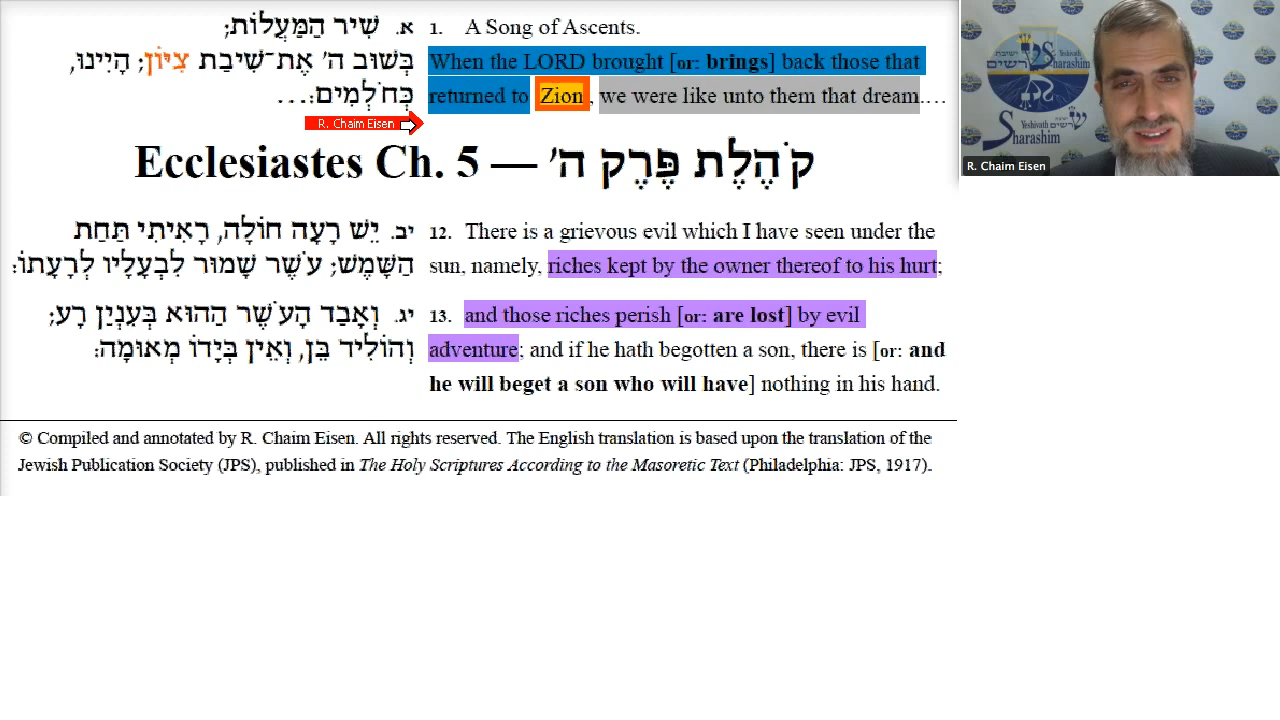 א. שִׁיר הַמַּעֲלוֹת;
בְּשׁוּב ה' אֶת־שִׁיבַת צִיּוֹן; הָיִינוּ,
כְּחֹלְמִים:…
1. A Song of Ascents.
When the LORD brought [or: brings] back those that
returned to Zion, we were like unto them that dream.…
R. Chaim Eisen
Ecclesiastes Ch. 5 — קֹהֶלֶת פֶּרֶק ה'
יב. יֵשׁ רָעָה חוֹלָה, רָאִיתִי תַּחַת
הַשָּׁמֶשׁ; עֹשֶׁר שָׁמוּר לִבְעָלָיו לְרָעָתוֹ:
12. There is a grievous evil which I have seen under the
sun, namely, riches kept by the owner thereof to his hurt;
יג. וְאָבַד הָעֹשֶׁר הַהוּא בְּעִנְיַן רָע;
וְהוֹלִיד בֵּן, וְאֵין בְּיָדוֹ מְאוּמָה:
13. and those riches perish [or: are lost] by evil
adventure; and if he hath begotten a son, there is [or: and
he will beget a son who will have] nothing in his hand.
© Compiled and annotated by R. Chaim Eisen. All rights reserved. The English translation is based upon the translation of the
Jewish Publication Society (JPS), published in The Holy Scriptures According to the Masoretic Text (Philadelphia: JPS, 1917).
ישיבת
שרשים
Yeshivath
Sharashim
R. Chaim Eisen